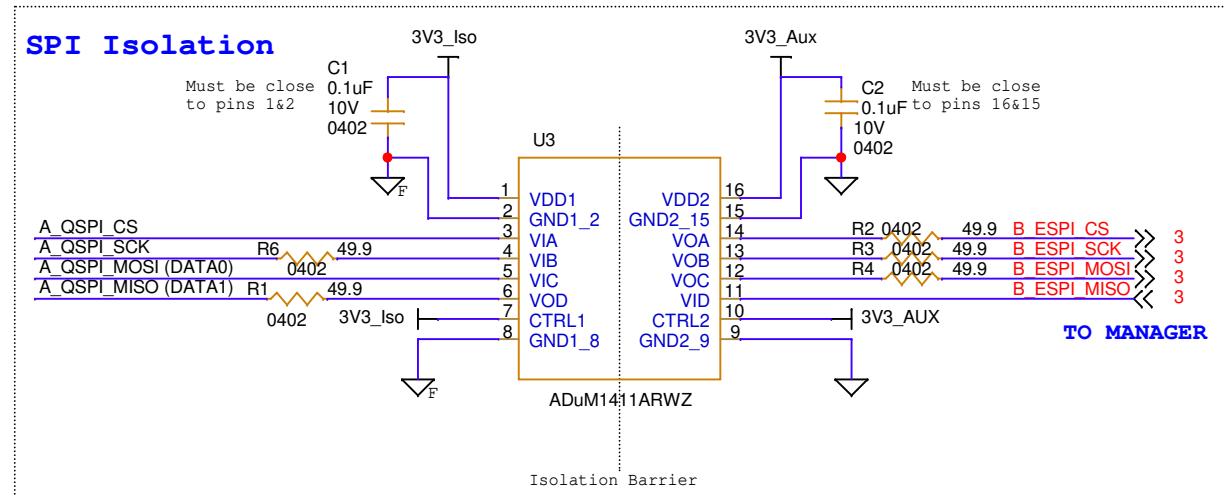 SPI Isolation
3V3_Iso
3V3_Aux
Must be close
to pins 1&2
C1
0.1uF
10V
0402
C2
0.1uF
10V
0402
Must be close
to pins 16&15
F
U3
1 VDD1
2 GND1_2
3 VIA
4 VIB
5 VIC
6 VOD
7 CTRL1
8 GND1_8
VDD2 16
GND2_15 15
VOA 14
VOB 13
VOC 12
VID 11
CTRL2 10
GND2_9 9
A_QSPI_CS
A_QSPI_SCK R6 49.9
0402
A_QSPI_MOSI (DATA0)
A_QSPI_MISO (DATA1) R1 49.9
0402
3V3_Iso
F
R2 0402 49.9 B_ESPI_CS 3
R3 0402 49.9 B_ESPI_SCK 3
R4 0402 49.9 B_ESPI_MOSI 3
B_ESPI_MISO 3
3V3_AUX
TO MANAGER
ADuM1411ARWZ
Isolation Barrier